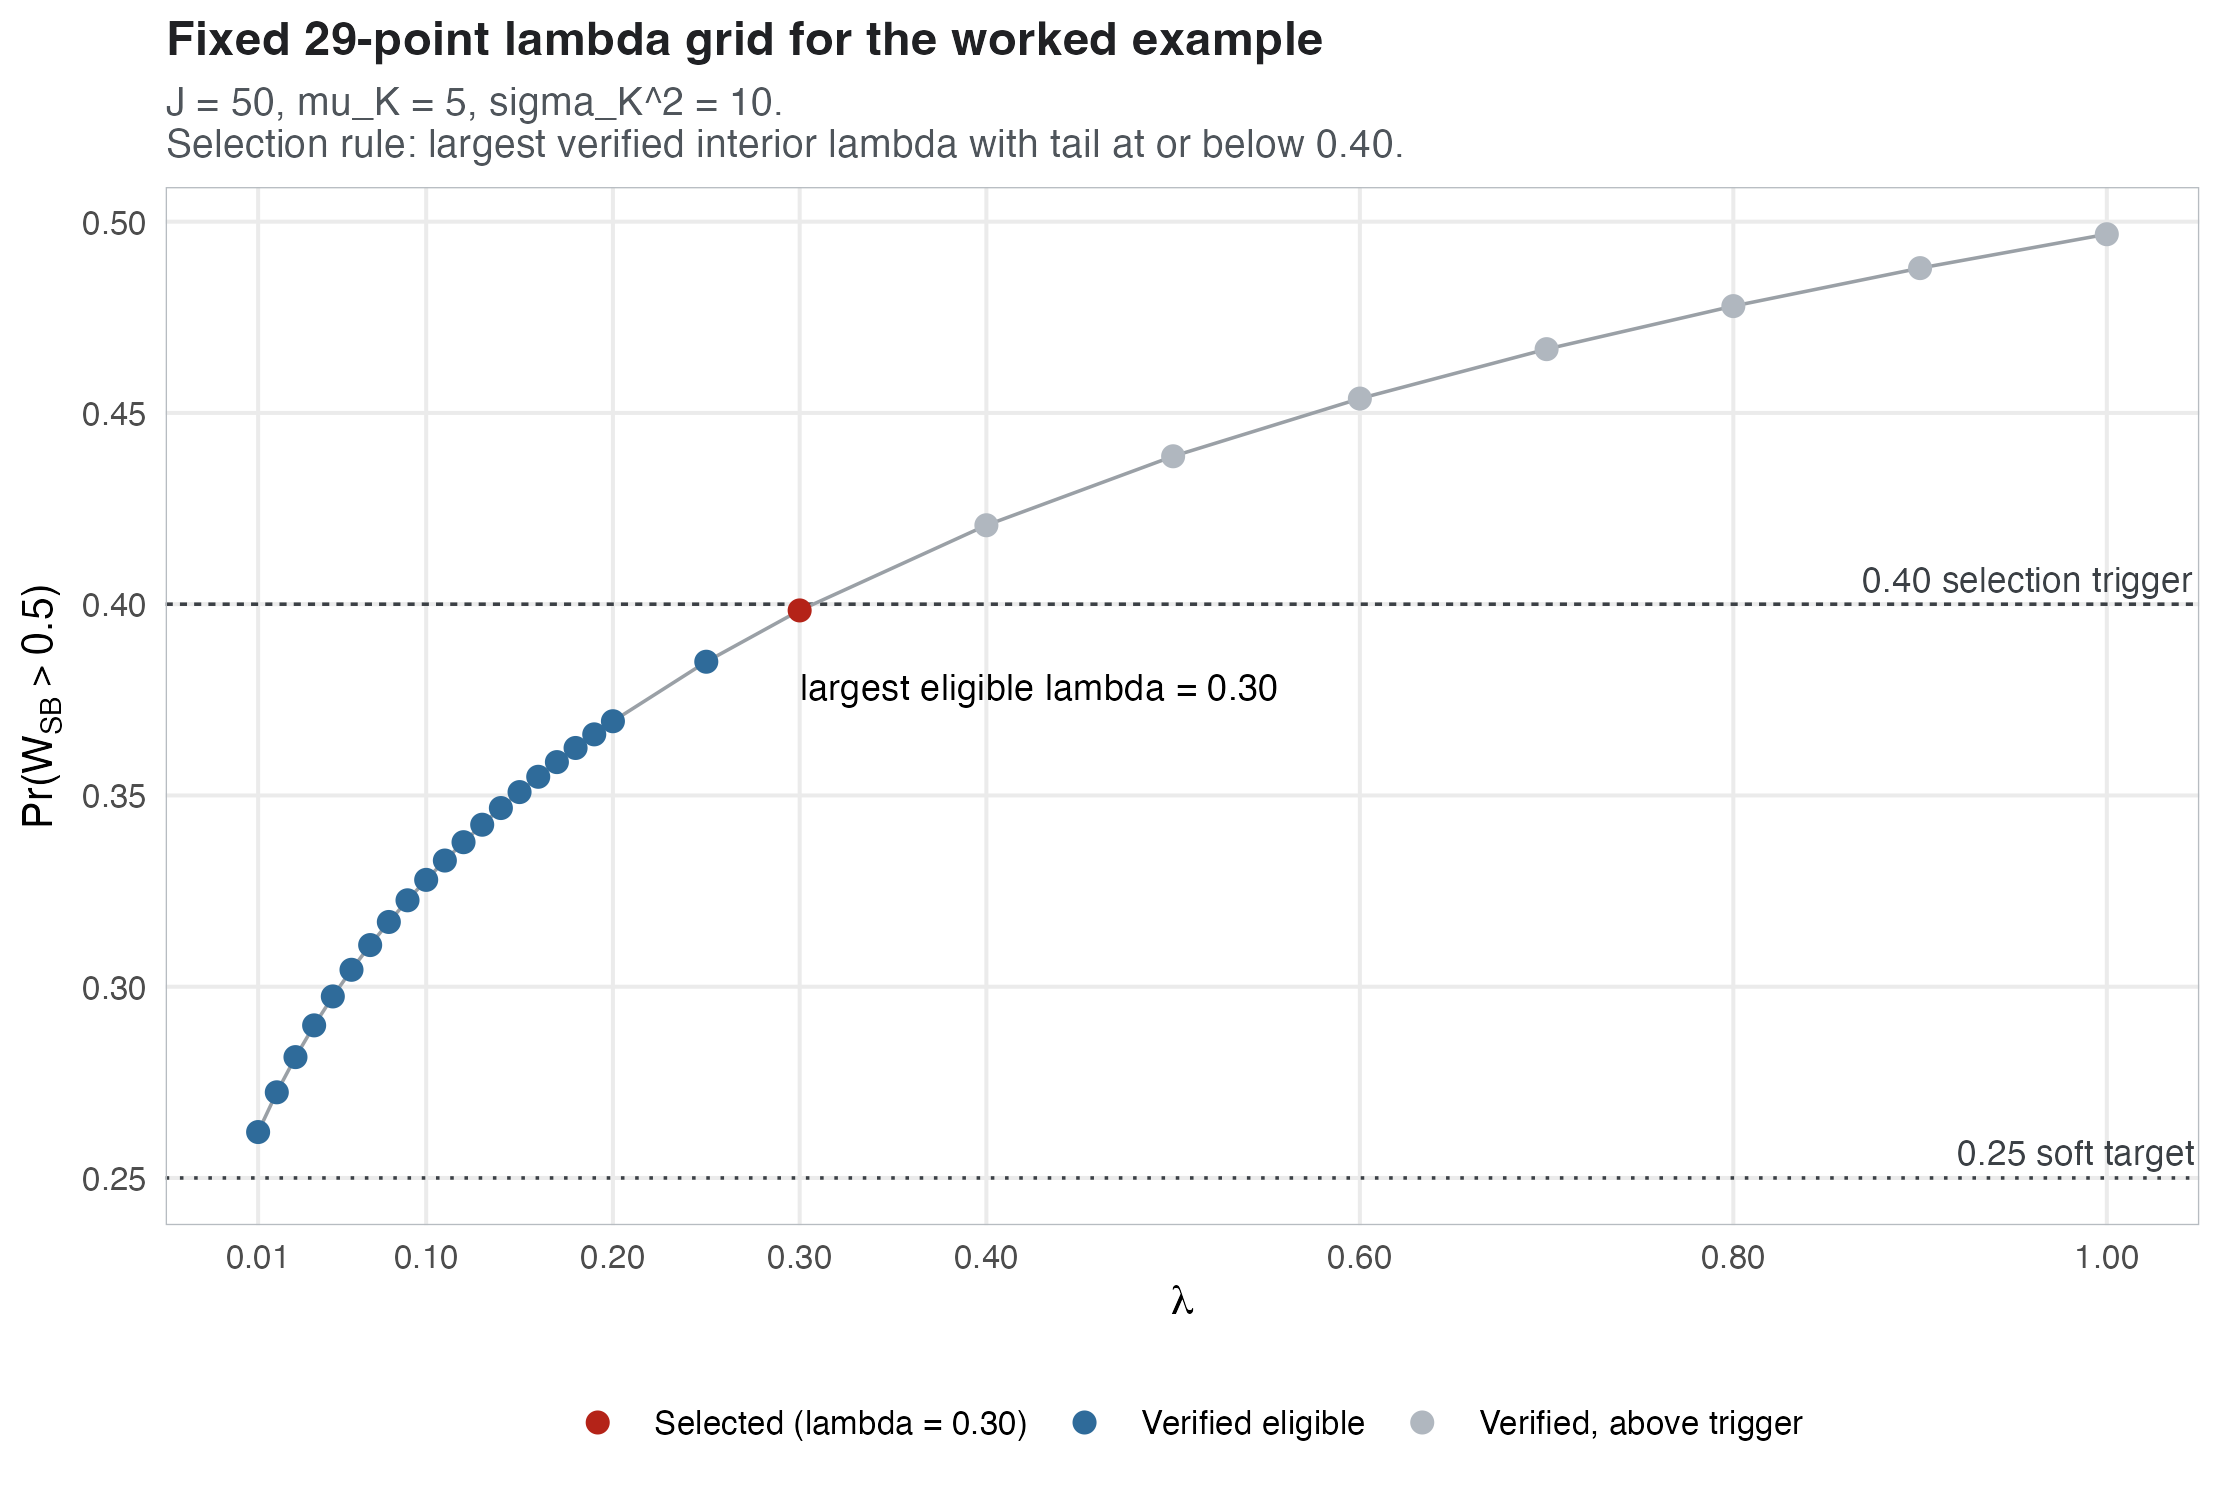 Fixed 29-point lambda grid for the worked example
J = 50, mu_K = 5, sigma_K^2 = 10.
Selection rule: largest verified interior lambda with tail at or below 0.40.
Pr(W_SB > 0.5)
0.50
0.45
0.40
0.35
0.30
0.25
0.40 selection trigger
largest eligible lambda = 0.30
0.25 soft target
0.01 0.10 0.20 0.30 0.40 0.60 0.80 1.00
λ
Selected (lambda = 0.30) Verified eligible Verified, above trigger